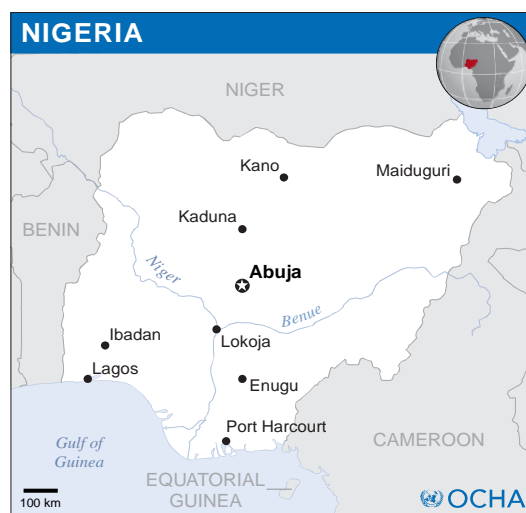 NIGERIA
NIGER
Kano
Maiduguri
Kaduna
BENIN
Niger
Abuja
Benue
Ibadan
Lokoja
Lagos
Enugu
Port Harcourt
Gulf of
Guinea
CAMEROON
EQUATORIAL
GUINEA
100 km
OCHA